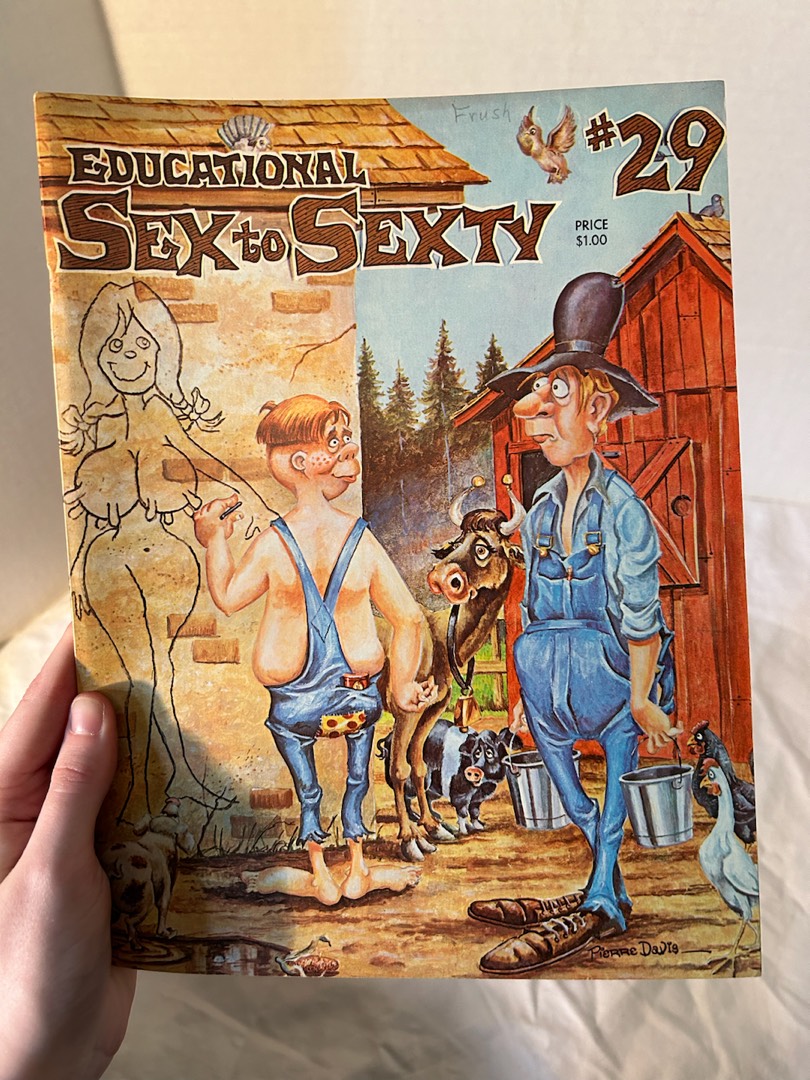 Frush
#29
EDUCATIONAL
SEX to SEXTY
PRICE
$1.00
PIERRE DAVIS